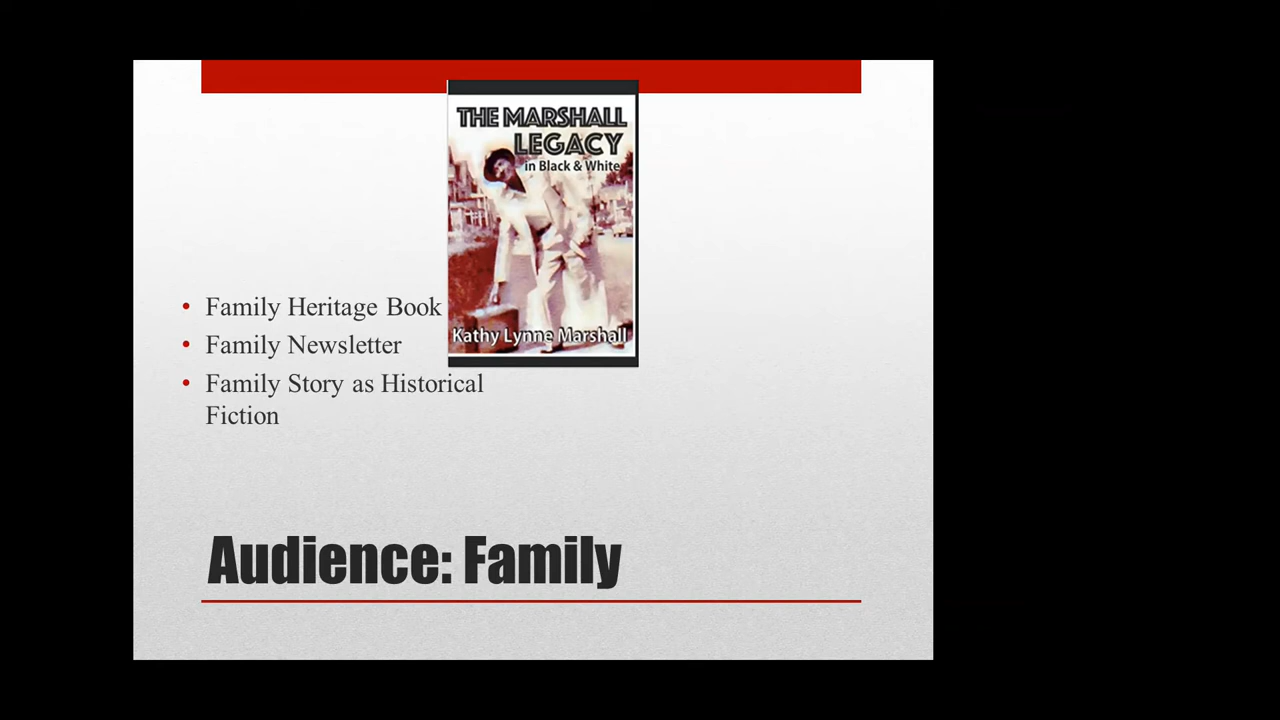 THE MARSHALL
LEGACY
in Black & White
Kathy Lynne Marshall
• Family Heritage Book
• Family Newsletter
• Family Story as Historical
Fiction
Audience: Family